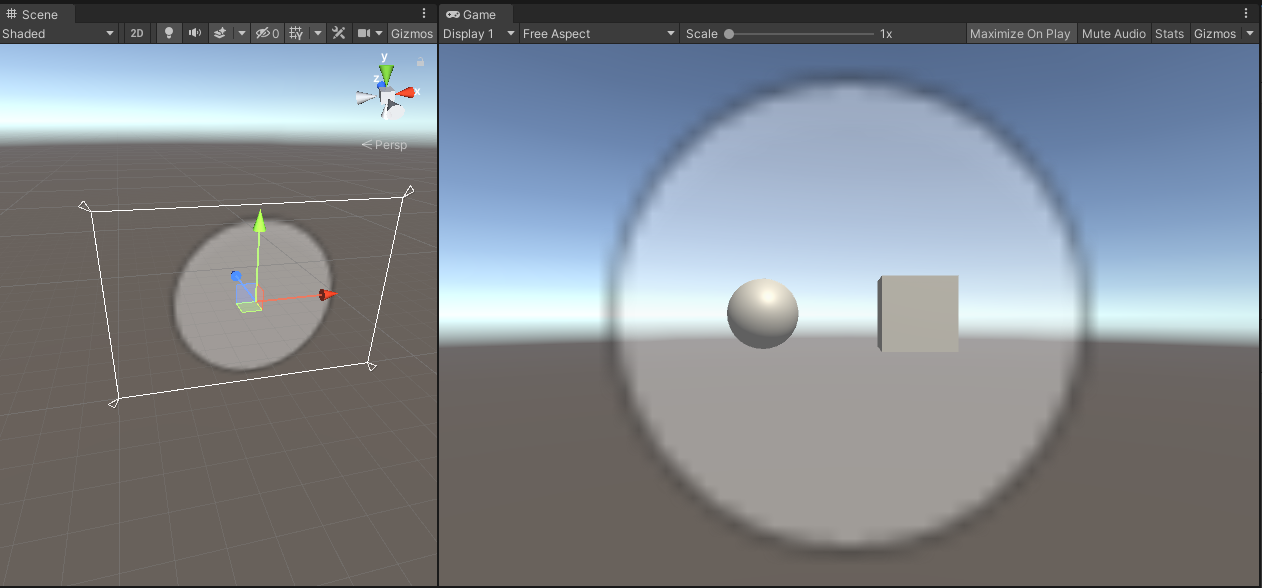 Scene
Shaded 2D 0 Gizmos
y
z
x
Persp
Game
Display 1 Free Aspect Scale 1x Maximize On Play Mute Audio Stats Gizmos